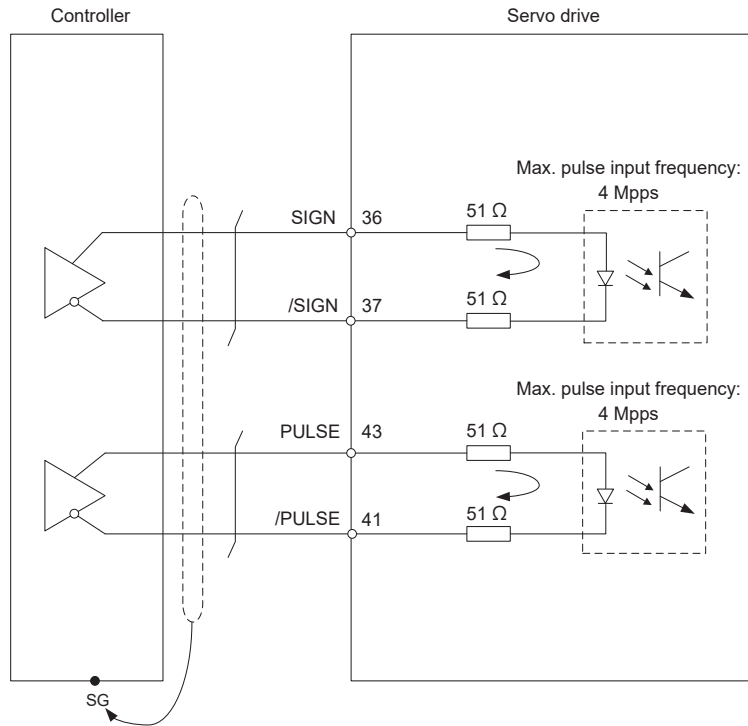 Controller
Servo drive
Max. pulse input frequency:
4 Mpps
SIGN 36 51 Ω
/SIGN 37 51 Ω
Max. pulse input frequency:
4 Mpps
PULSE 43 51 Ω
/PULSE 41 51 Ω
SG